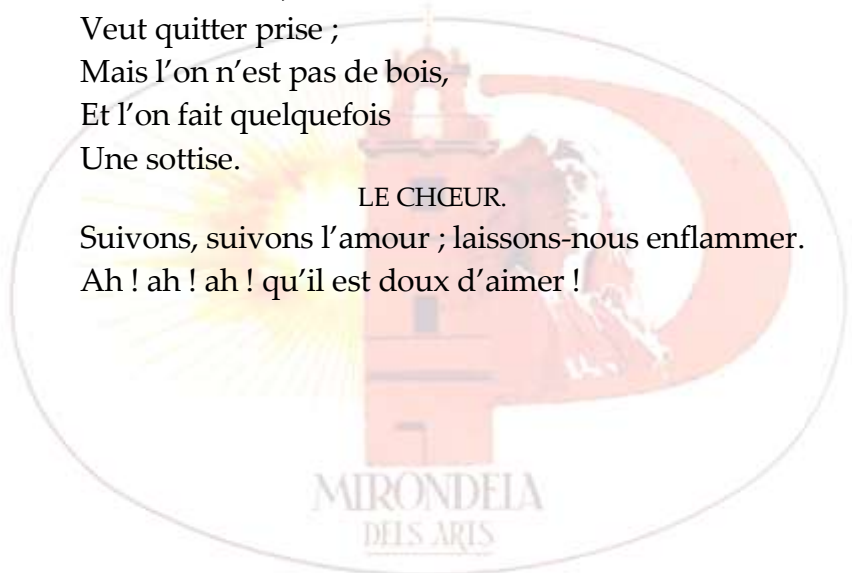 Veut quitter prise ;
Mais l’on n’est pas de bois,
Et l’on fait quelquefois
Une sottise.
LE CHŒUR.
Suivons, suivons l’amour ; laissons-nous enflammer.
Ah ! ah ! ah ! qu’il est doux d’aimer !
MIRONDELA
DELS ARTS